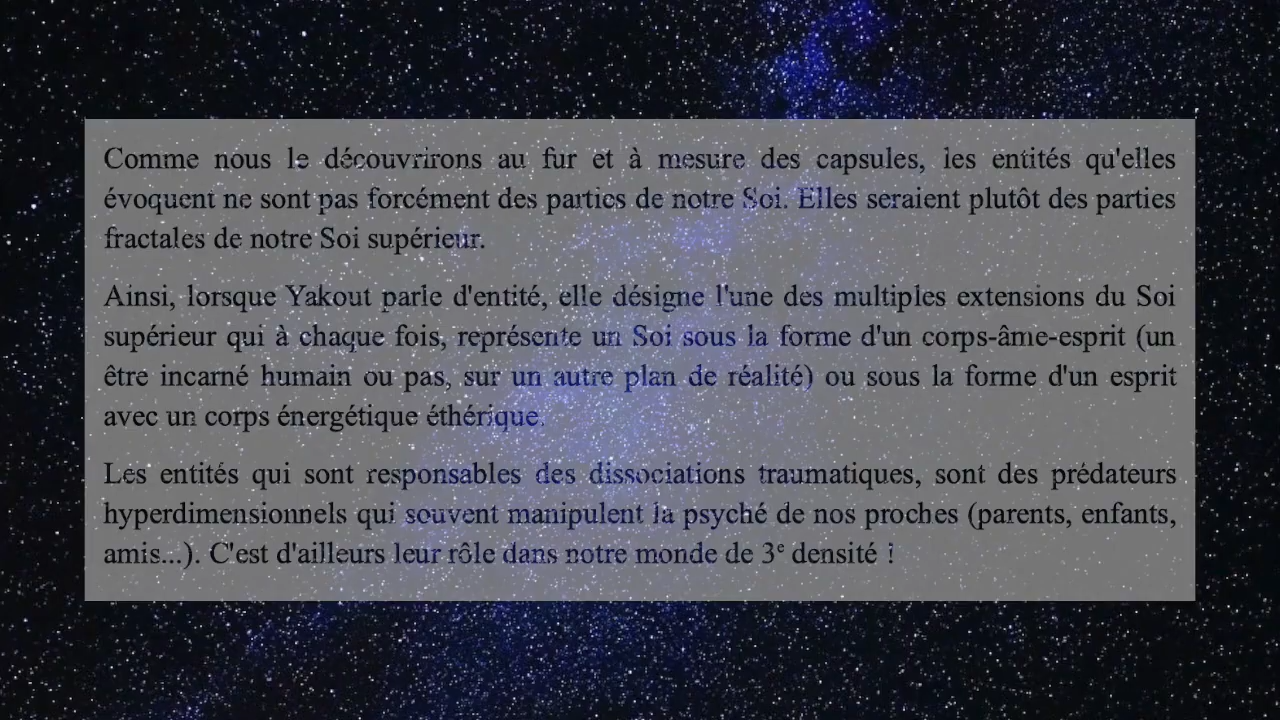 Comme nous le découvrirons au fur et à mesure des capsules, les entités qu'elles
évoquent ne sont pas forcément des parties de notre Soi. Elles seraient plutôt des parties
fractales de notre Soi supérieur.
Ainsi, lorsque Yakout parle d'entité, elle désigne l'une des multiples extensions du Soi
supérieur qui à chaque fois, représente un Soi sous la forme d'un corps-âme-esprit (un
être incarné humain ou pas, sur un autre plan de réalité) ou sous la forme d'un esprit
avec un corps énergétique éthérique.
Les entités qui sont responsables des dissociations traumatiques, sont des prédateurs
hyperdimensionnels qui souvent manipulent la psyché de nos proches (parents, enfants,
amis...). C'est d'ailleurs leur rôle dans notre monde de 3ᵉ densité !